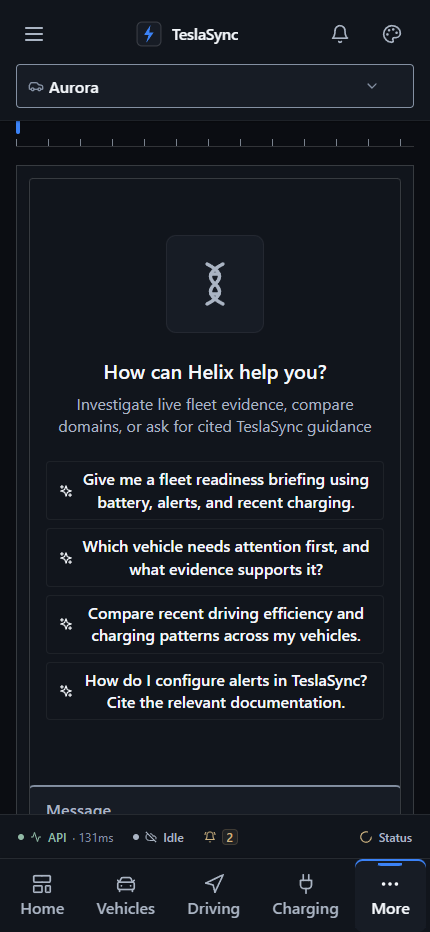 TeslaSync
Aurora
How can Helix help you?
Investigate live fleet evidence, compare
domains, or ask for cited TeslaSync guidance
Give me a fleet readiness briefing using
battery, alerts, and recent charging.
Which vehicle needs attention first, and
what evidence supports it?
Compare recent driving efficiency and
charging patterns across my vehicles.
How do I configure alerts in TeslaSync?
Cite the relevant documentation.
Message
API · 131ms Idle 2 Status
Home Vehicles Driving Charging More